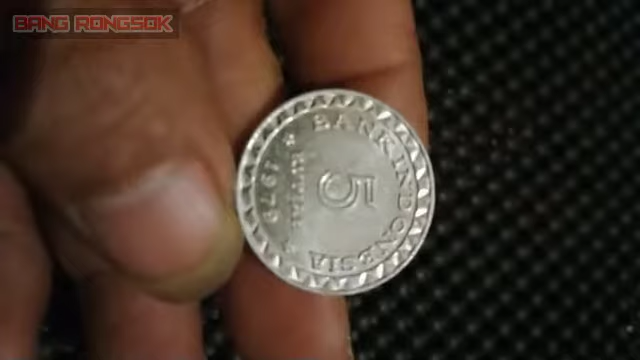 BANG RONGSOK
BANK INDONESIA
5
RUPIAH
1979